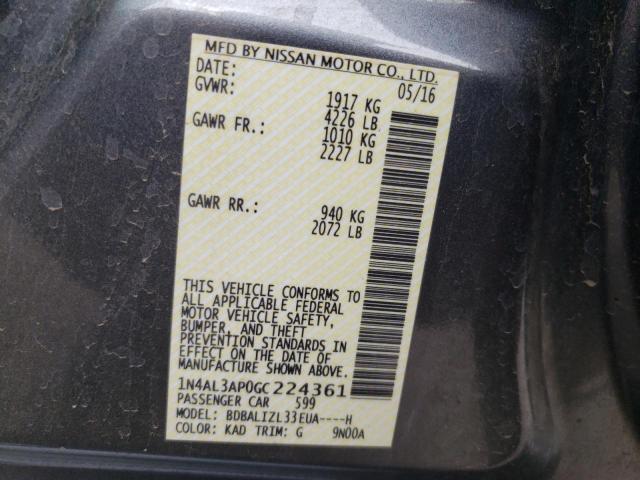 MFD BY NISSAN MOTOR CO., LTD.
DATE: 05/16
GVWR: 1917 KG
4226 LB
GAWR FR.: 1010 KG
2227 LB
GAWR RR.: 940 KG
2072 LB
THIS VEHICLE CONFORMS TO
ALL APPLICABLE FEDERAL
MOTOR VEHICLE SAFETY,
BUMPER, AND THEFT
PREVENTION STANDARDS IN
EFFECT ON THE DATE OF
MANUFACTURE SHOWN ABOVE.
1N4AL3AP0GC224361
PASSENGER CAR 599
MODEL: BDBALIZL33EUA----H
COLOR: KAD TRIM: G 9N00A